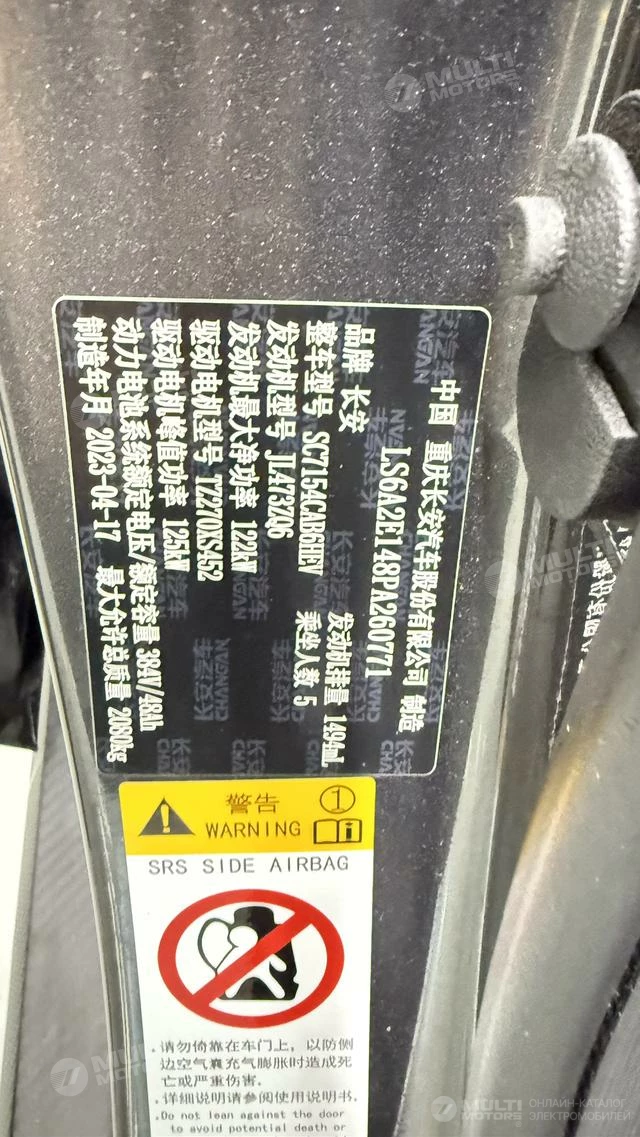 MULTI
MOTORS
中国 重庆长安汽车股份有限公司 制造
LS6A2E148PA260771
品牌 长安
整车型号 SC7154CAB6HEV 乘坐人数 5
发动机型号 JL473ZQ6 发动机排量 1494mL
发动机最大净功率 122kW
驱动电机型号 TZ270XS452
驱动电机峰值功率 125kW
动力电池系统额定电压/额定容量 384V/48Ah
制造年月 2023-04-17 最大允许总质量 2080kg
长安汽车
CHANGAN
警告
WARNING
1
SRS SIDE AIRBAG
.请勿倚靠在车门上，以防侧
边空气囊充气膨胀时造成死
亡或严重伤害.
.详细说明请参阅使用说明书.
.Do not lean against the door
to avoid potential death or
MULTI
MOTORS
ОНЛАЙН-КАТАЛОГ
ЭЛЕКТРОМОБИЛЕЙ